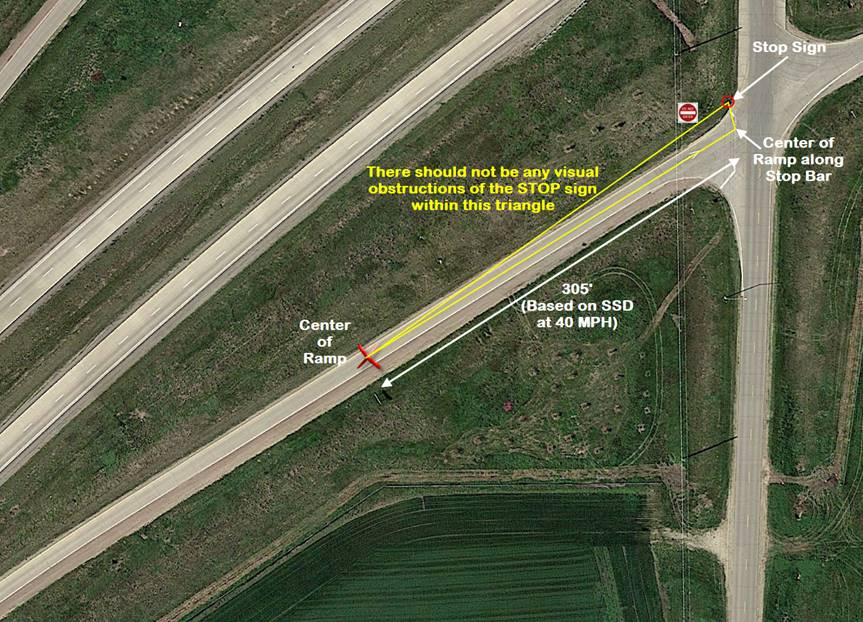 Stop Sign
Center of
Ramp along
Stop Bar
There should not be any visual
obstructions of the STOP sign
within this triangle
305'
(Based on SSD
at 40 MPH)
Center
of
Ramp